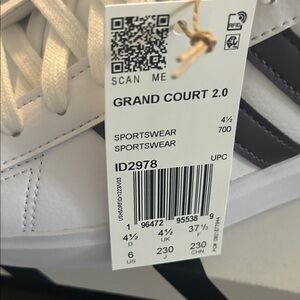 SCAN ME
GRAND COURT 2.0
4½
SPORTSWEAR 700
SPORTSWEAR
ID2978
UPC
1 96472 95538 9
4½ 4½ 37⅓
D UK F
6 230 230
US J CHN